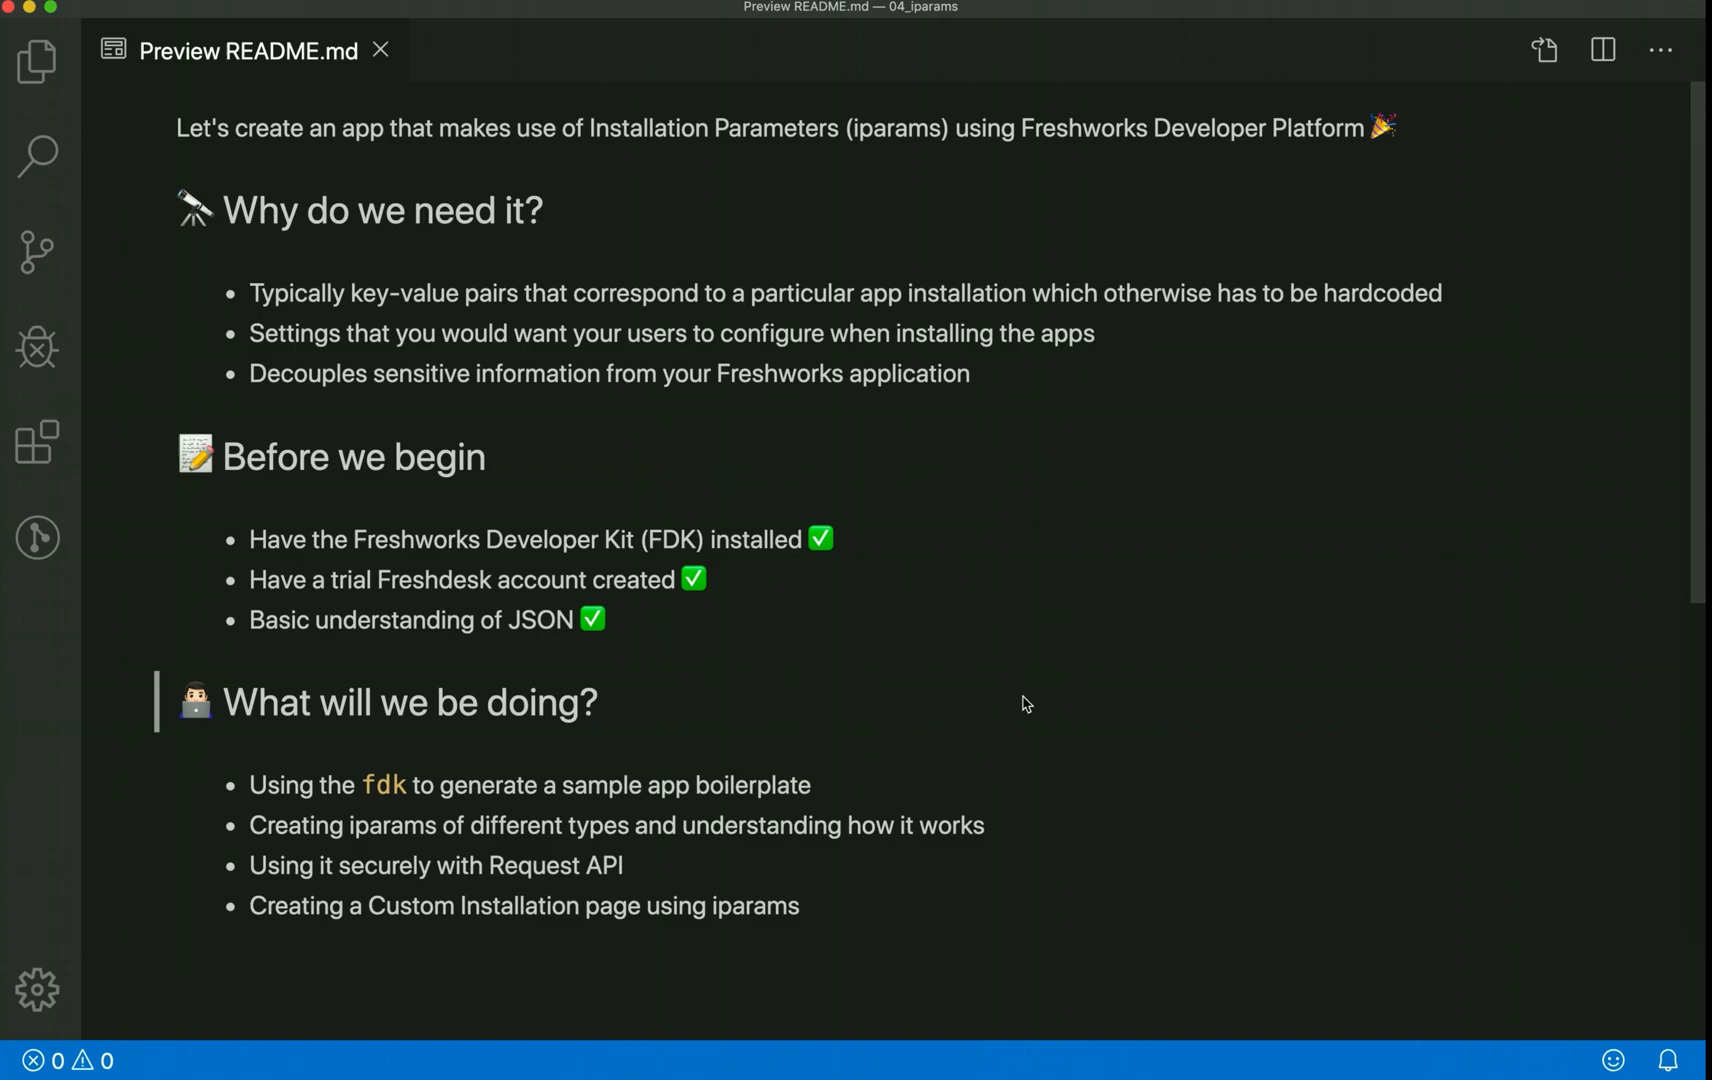 Preview README.md — 04_iparams
Preview README.md
Let's create an app that makes use of Installation Parameters (iparams) using Freshworks Developer Platform 🎉
🔭 Why do we need it?
• Typically key-value pairs that correspond to a particular app installation which otherwise has to be hardcoded
• Settings that you would want your users to configure when installing the apps
• Decouples sensitive information from your Freshworks application
📝 Before we begin
• Have the Freshworks Developer Kit (FDK) installed ✅
• Have a trial Freshdesk account created ✅
• Basic understanding of JSON ✅
👨🏻‍💻 What will we be doing?
• Using the fdk to generate a sample app boilerplate
• Creating iparams of different types and understanding how it works
• Using it securely with Request API
• Creating a Custom Installation page using iparams
0 0